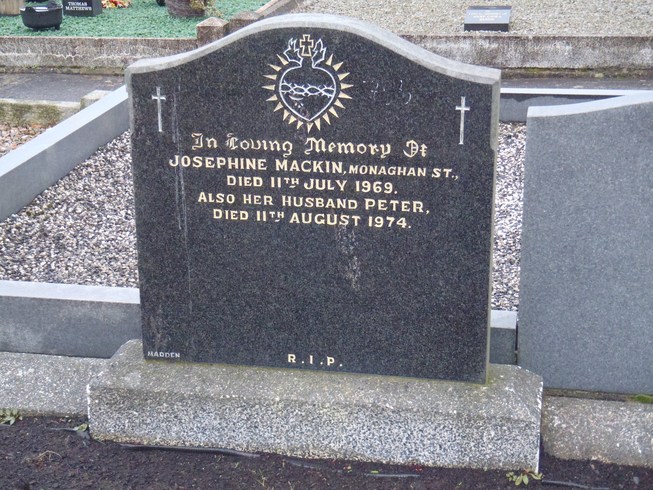 THOMAS
MATTHEWS
In Loving Memory Of
JOSEPHINE MACKIN, MONAGHAN ST.,
DIED 11TH JULY 1969.
ALSO HER HUSBAND PETER,
DIED 11TH AUGUST 1974.
R.I.P.
MADDEN